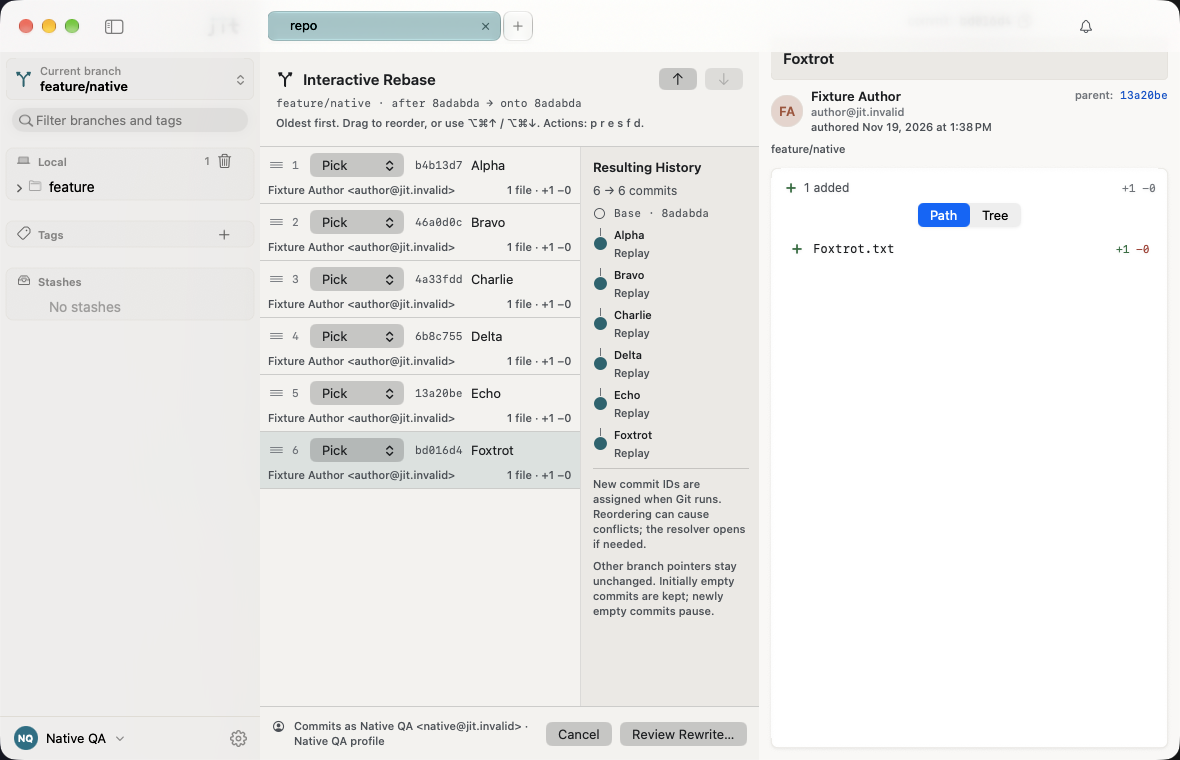 repo
Current branch
feature/native
Filter branches and tags
Local
1
feature
Tags
Stashes
No stashes
NQ
Native QA
Interactive Rebase
feature/native · after 8adabda → onto 8adabda
Oldest first. Drag to reorder, or use ⌥⌘↑ / ⌥⌘↓. Actions: p r e s f d.
1 Pick b4b13d7 Alpha
Fixture Author <author@jit.invalid> 1 file · +1 −0
2 Pick 46a0d0c Bravo
Fixture Author <author@jit.invalid> 1 file · +1 −0
3 Pick 4a33fdd Charlie
Fixture Author <author@jit.invalid> 1 file · +1 −0
4 Pick 6b8c755 Delta
Fixture Author <author@jit.invalid> 1 file · +1 −0
5 Pick 13a20be Echo
Fixture Author <author@jit.invalid> 1 file · +1 −0
6 Pick bd016d4 Foxtrot
Fixture Author <author@jit.invalid> 1 file · +1 −0
Resulting History
6 → 6 commits
Base · 8adabda
Alpha
Replay
Bravo
Replay
Charlie
Replay
Delta
Replay
Echo
Replay
Foxtrot
Replay
New commit IDs are
assigned when Git runs.
Reordering can cause
conflicts; the resolver opens
if needed.
Other branch pointers stay
unchanged. Initially empty
commits are kept; newly
empty commits pause.
Commits as Native QA <native@jit.invalid> ·
Native QA profile
Cancel
Review Rewrite...
Foxtrot
FA
Fixture Author
author@jit.invalid
authored Nov 19, 2026 at 1:38 PM
parent: 13a20be
feature/native
+ 1 added +1 −0
Path Tree
+ Foxtrot.txt +1 −0